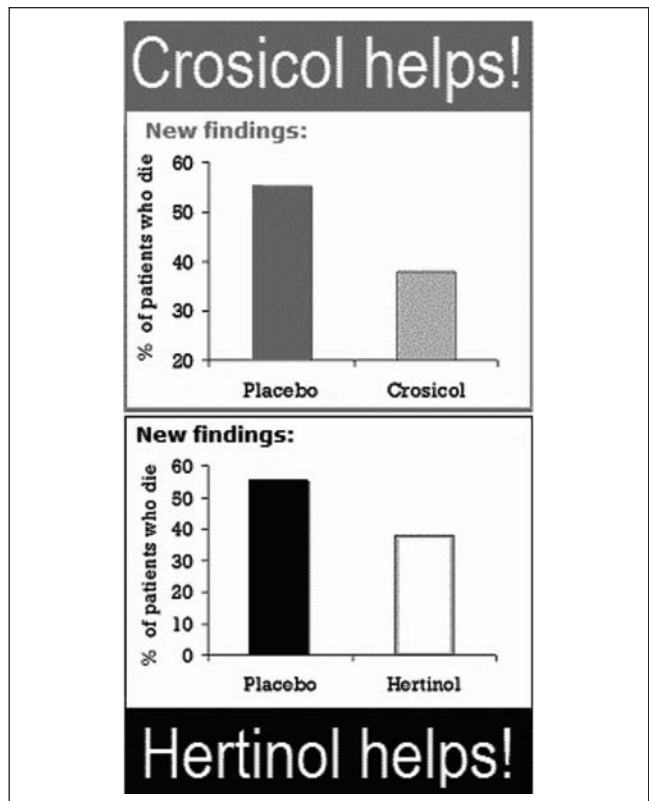 Crosicol helps!
New findings:
% of patients who die
60
50
40
30
20
Placebo Crosicol
New findings:
% of patients who die
60
50
40
30
20
10
0
Placebo Hertinol
Hertinol helps!